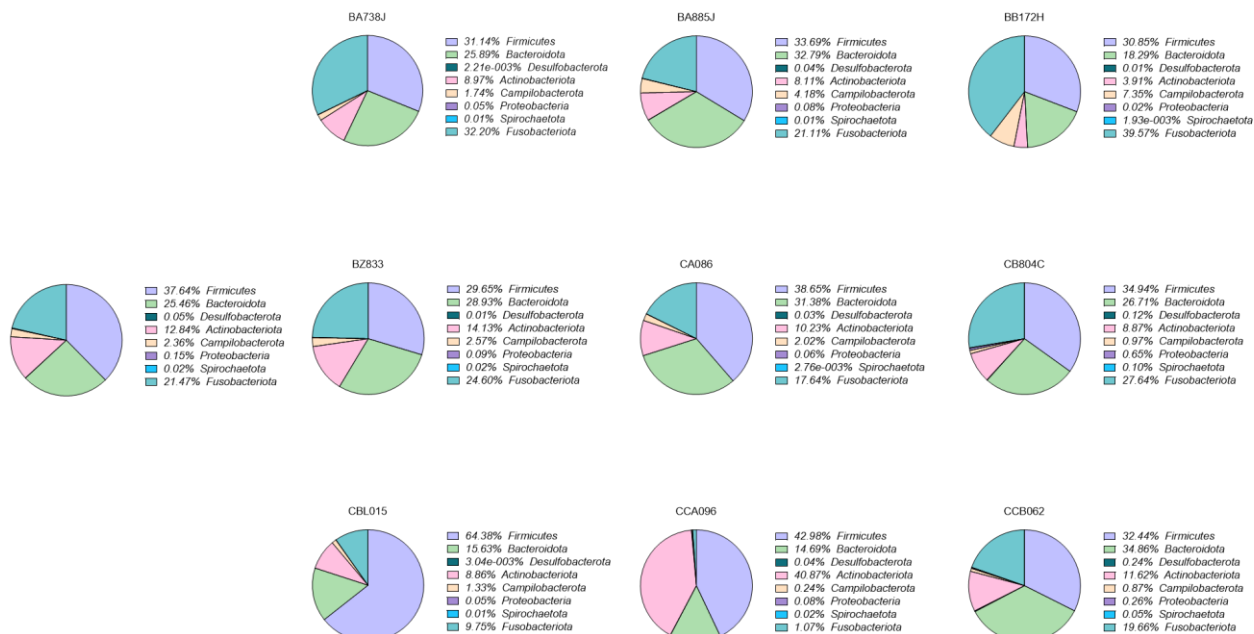 BA738J
31.14% Firmicutes
25.89% Bacteroidota
2.21e-003% Desulfobacterota
8.97% Actinobacteriota
1.74% Campilobacterota
0.05% Proteobacteria
0.01% Spirochaetota
32.20% Fusobacteriota
BA885J
33.69% Firmicutes
32.79% Bacteroidota
0.04% Desulfobacterota
8.11% Actinobacteriota
4.18% Campilobacterota
0.08% Proteobacteria
0.01% Spirochaetota
21.11% Fusobacteriota
BB172H
30.85% Firmicutes
18.29% Bacteroidota
0.01% Desulfobacterota
3.91% Actinobacteriota
7.35% Campilobacterota
0.02% Proteobacteria
1.93e-003% Spirochaetota
39.57% Fusobacteriota
37.64% Firmicutes
25.46% Bacteroidota
0.05% Desulfobacterota
12.84% Actinobacteriota
2.36% Campilobacterota
0.15% Proteobacteria
0.02% Spirochaetota
21.47% Fusobacteriota
BZ833
29.65% Firmicutes
28.93% Bacteroidota
0.01% Desulfobacterota
14.13% Actinobacteriota
2.57% Campilobacterota
0.09% Proteobacteria
0.02% Spirochaetota
24.60% Fusobacteriota
CA086
38.65% Firmicutes
31.38% Bacteroidota
0.03% Desulfobacterota
10.23% Actinobacteriota
2.02% Campilobacterota
0.06% Proteobacteria
2.76e-003% Spirochaetota
17.64% Fusobacteriota
CB804C
34.94% Firmicutes
26.71% Bacteroidota
0.12% Desulfobacterota
8.87% Actinobacteriota
0.97% Campilobacterota
0.65% Proteobacteria
0.10% Spirochaetota
27.64% Fusobacteriota
CBL015
64.38% Firmicutes
15.63% Bacteroidota
3.04e-003% Desulfobacterota
8.86% Actinobacteriota
1.33% Campilobacterota
0.05% Proteobacteria
0.01% Spirochaetota
9.75% Fusobacteriota
CCA096
42.98% Firmicutes
14.69% Bacteroidota
0.04% Desulfobacterota
40.87% Actinobacteriota
0.24% Campilobacterota
0.08% Proteobacteria
0.02% Spirochaetota
1.07% Fusobacteriota
CCB062
32.44% Firmicutes
34.86% Bacteroidota
0.24% Desulfobacterota
11.62% Actinobacteriota
0.87% Campilobacterota
0.26% Proteobacteria
0.05% Spirochaetota
19.66% Fusobacteriota